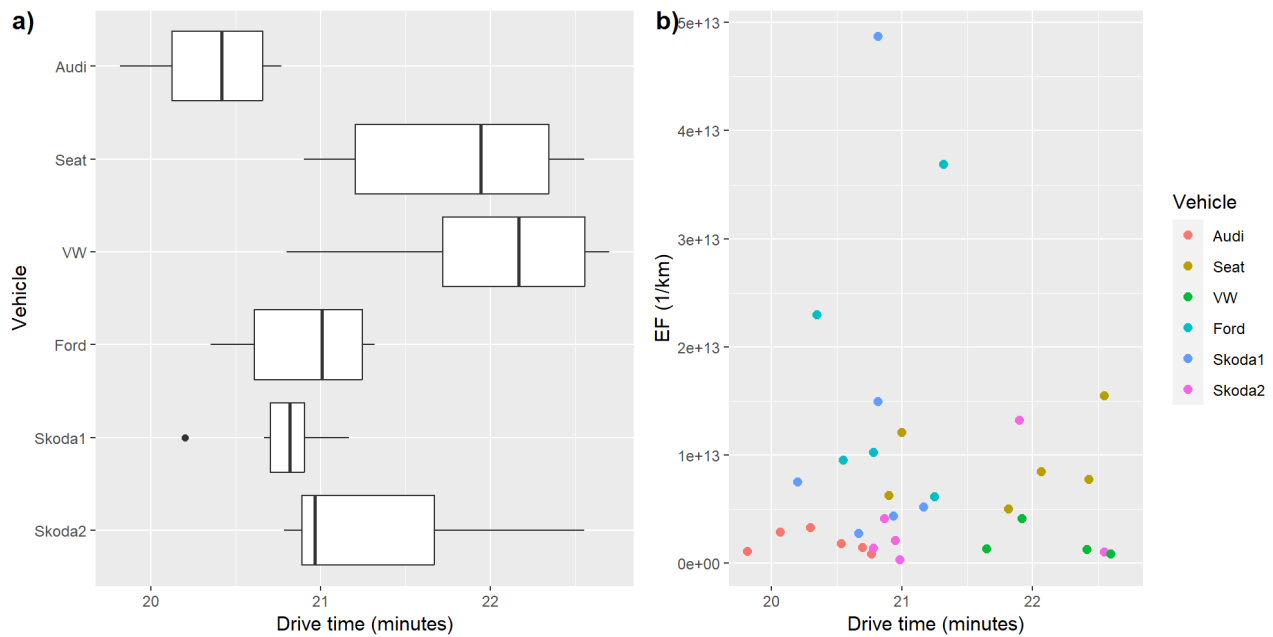 a)
Vehicle
Audi
Seat
VW
Ford
Skoda1
Skoda2
20 21 22
Drive time (minutes)
b)
EF (1/km)
5e+13
4e+13
3e+13
2e+13
1e+13
0e+00
20 21 22
Drive time (minutes)
Vehicle
Audi
Seat
VW
Ford
Skoda1
Skoda2